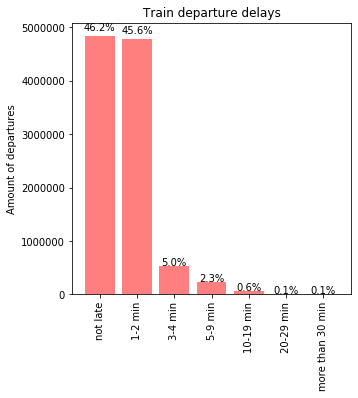 Train departure delays
Amount of departures
5000000
4000000
3000000
2000000
1000000
0
46.2%
45.6%
5.0%
2.3%
0.6%
0.1%
0.1%
not late
1-2 min
3-4 min
5-9 min
10-19 min
20-29 min
more than 30 min